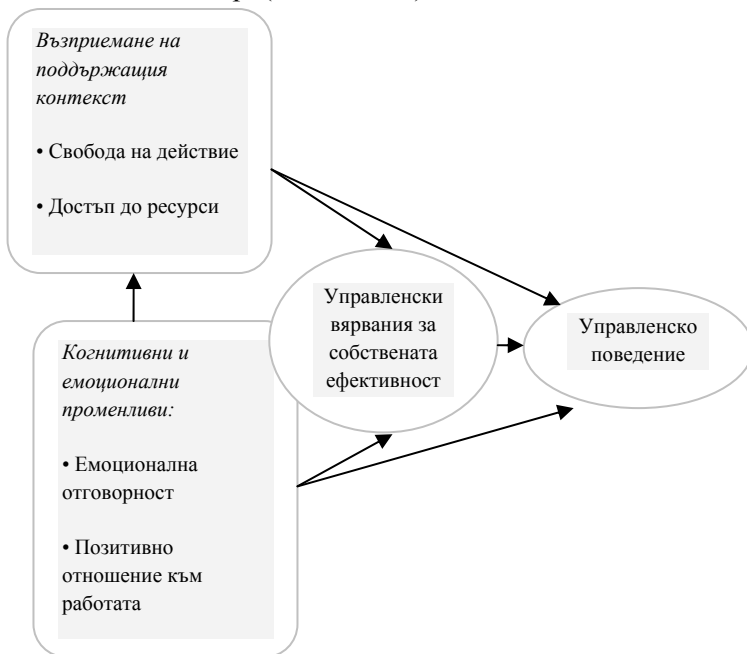 Възприемане на
поддържащия
контекст
• Свобода на действие
• Достъп до ресурси
Управленски
вярвания за
собствената
ефективност
Управленско
поведение
Когнитивни и
емоционални
променливи:
• Емоционална
отговорност
• Позитивно
отношение към
работата